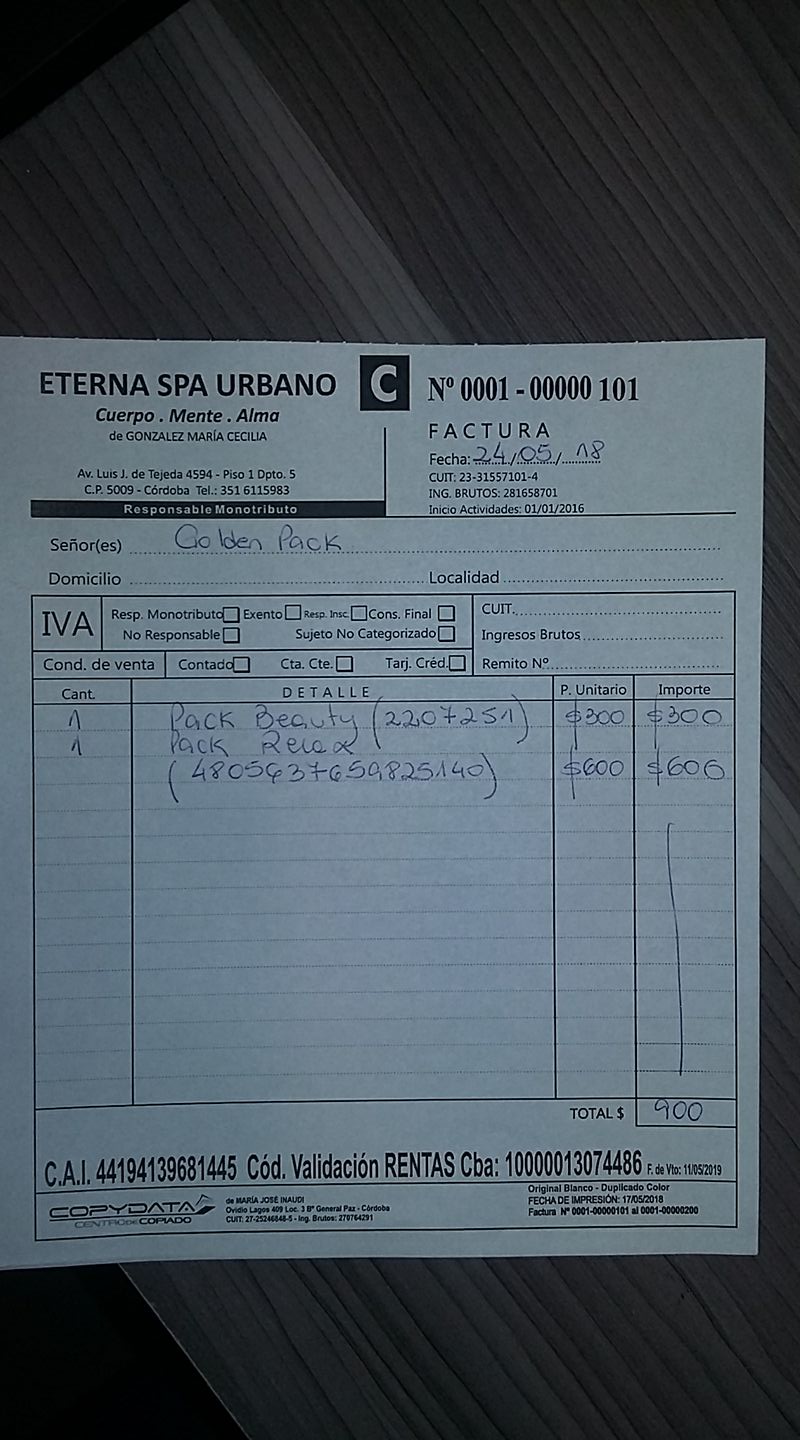 ETERNA SPA URBANO
Cuerpo . Mente . Alma
de GONZALEZ MARÍA CECILIA
Av. Luis J. de Tejeda 4594 - Piso 1 Dpto. 5
C.P. 5009 - Córdoba Tel.: 351 6115983
Responsable Monotributo
C
Nº 0001 - 00000 101
FACTURA
Fecha: 24/05/18
CUIT: 23-31557101-4
ING. BRUTOS: 281658701
Inicio Actividades: 01/01/2016
Señor(es) Golden Pack
Domicilio Localidad
IVA Resp. Monotributo Exento Resp. Insc. Cons. Final
No Responsable Sujeto No Categorizado
CUIT.
Ingresos Brutos
Cond. de venta Contado Cta. Cte. Tarj. Créd. Remito Nº
Cant. DETALLE P. Unitario Importe
1 Pack Beauty (2207251) $300 $300
1 Pack Relax
(4805637659825140) $600 $600
TOTAL $ 900
C.A.I. 44194139681445 Cód. Validación RENTAS Cba: 10000013074486 F. de Vto: 11/05/2019
COPYDATA
CENTRO DE COPIADO
de MARÍA JOSÉ INAUDI
Ovidio Lagos 409 Loc. 3 Bº General Paz - Córdoba
CUIT: 27-25246848-5 - Ing. Brutos: 270764291
Original Blanco - Duplicado Color
FECHA DE IMPRESIÓN: 17/05/2018
Factura Nº 0001-00000101 al 0001-00000200